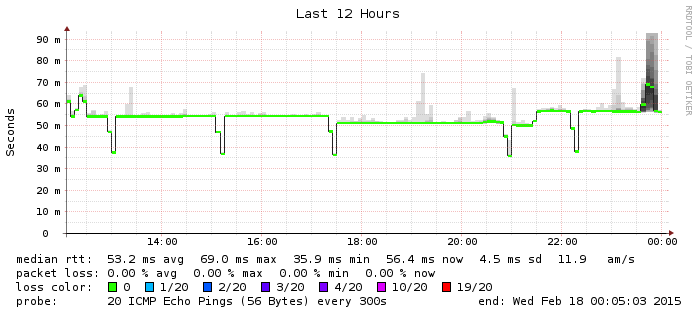 Last 12 Hours
RRDTOOL / TOBI OETIKER
Seconds
90 m
80 m
70 m
60 m
50 m
40 m
30 m
20 m
10 m
0
14:00 16:00 18:00 20:00 22:00 00:00
median rtt: 53.2 ms avg 69.0 ms max 35.9 ms min 56.4 ms now 4.5 ms sd 11.9 am/s
packet loss: 0.00 % avg 0.00 % max 0.00 % min 0.00 % now
loss color: 0 1/20 2/20 3/20 4/20 10/20 19/20
probe: 20 ICMP Echo Pings (56 Bytes) every 300s end: Wed Feb 18 00:05:03 2015